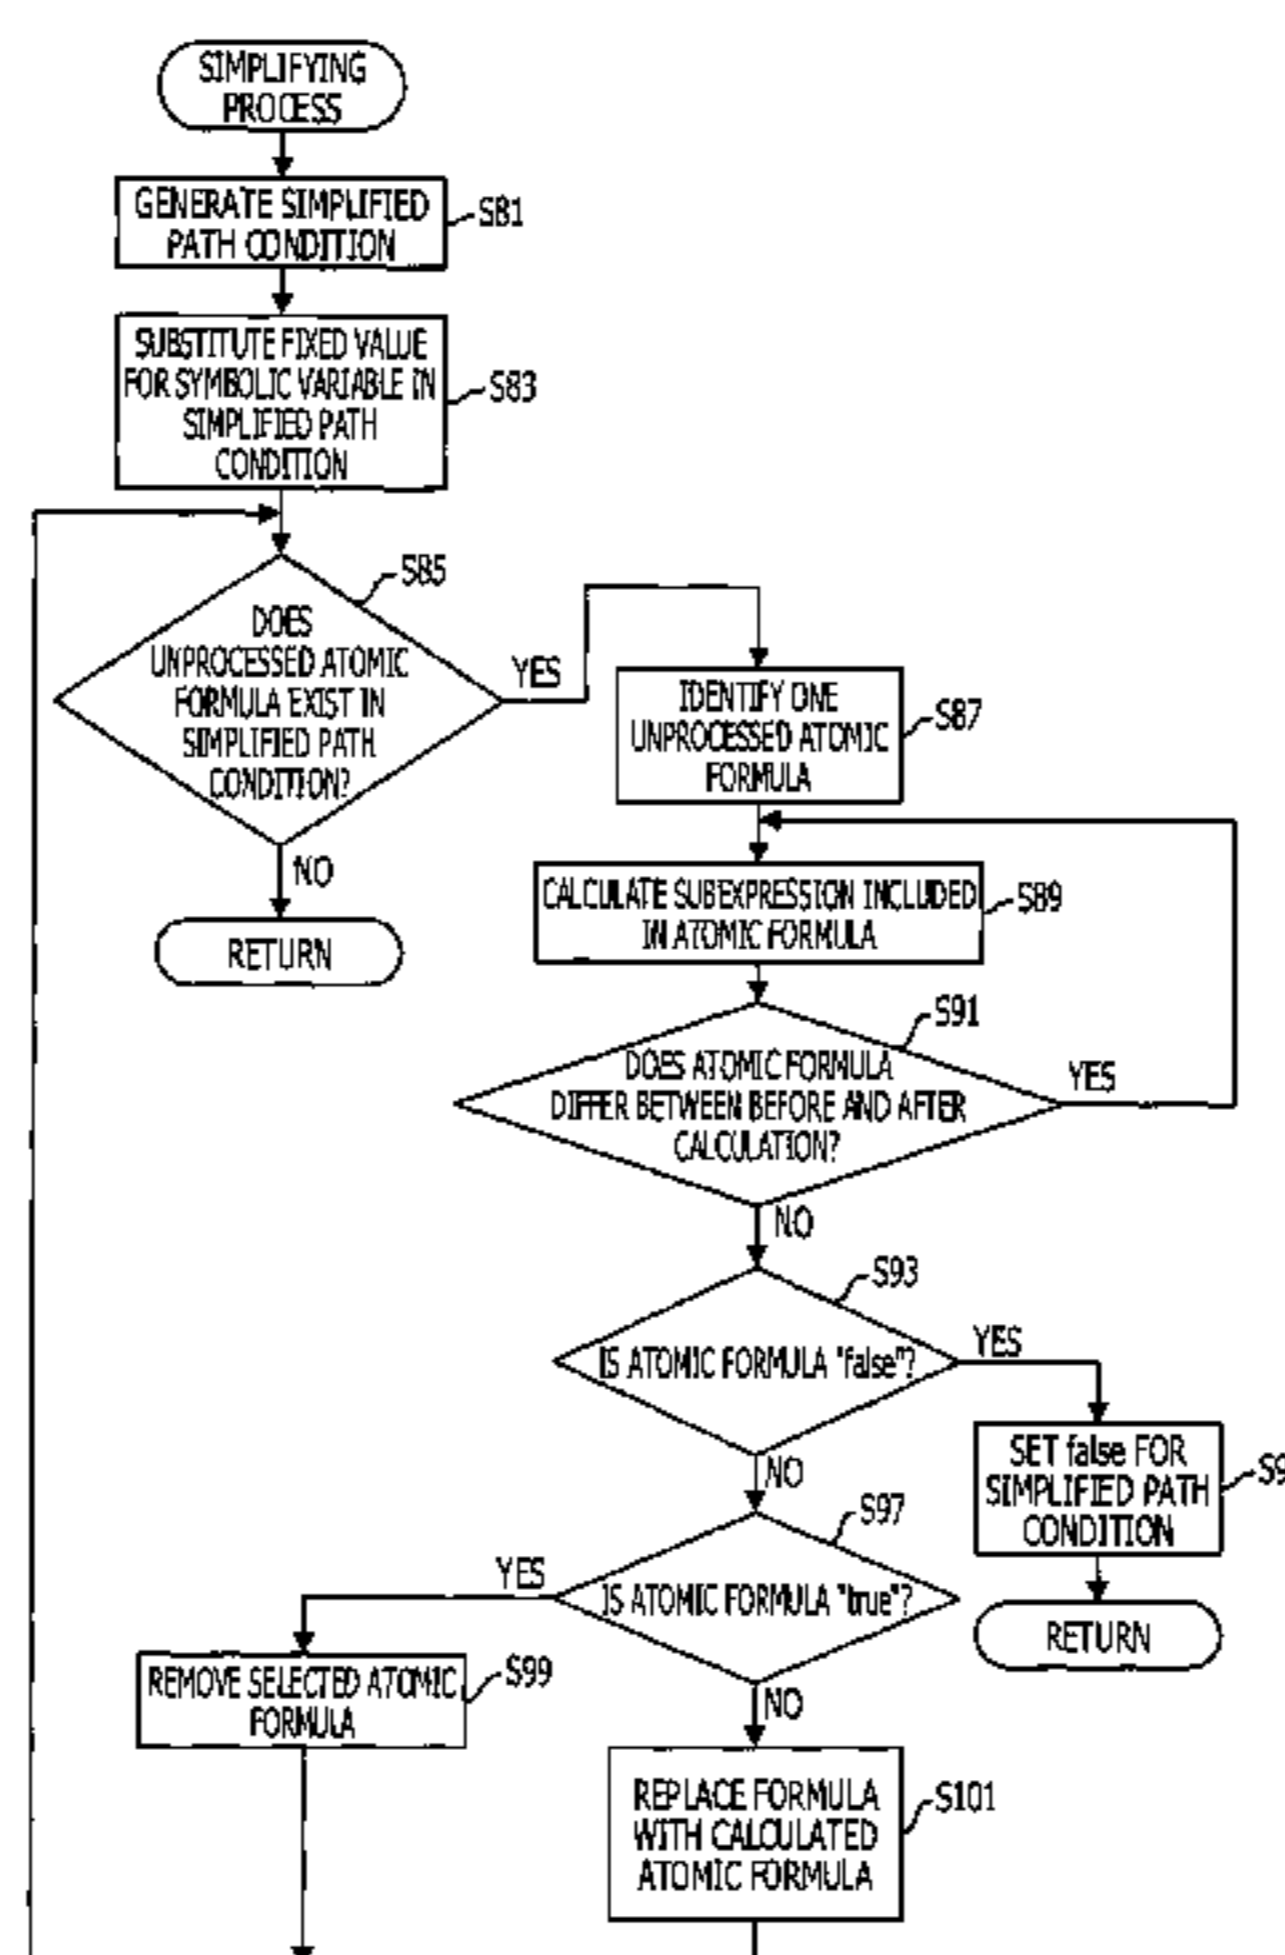 SIMPLIFYING
PROCESS
GENERATE SIMPLIFIED
PATH CONDITION
S81
SUBSTITUTE FIXED VALUE
FOR SYMBOLIC VARIABLE IN
SIMPLIFIED PATH
CONDITION
S83
S85
DOES
UNPROCESSED ATOMIC
FORMULA EXIST IN
SIMPLIFIED PATH
CONDITION?
YES
NO
RETURN
IDENTIFY ONE
UNPROCESSED ATOMIC
FORMULA
S87
CALCULATE SUBEXPRESSION INCLUDED
IN ATOMIC FORMULA
S89
S91
DOES ATOMIC FORMULA
DIFFER BETWEEN BEFORE AND AFTER
CALCULATION?
YES
NO
S93
IS ATOMIC FORMULA "false"?
YES
NO
SET false FOR
SIMPLIFIED PATH
CONDITION
S9
RETURN
S97
IS ATOMIC FORMULA "true"?
YES
NO
REMOVE SELECTED ATOMIC
FORMULA
S99
REPLACE FORMULA
WITH CALCULATED
ATOMIC FORMULA
S101